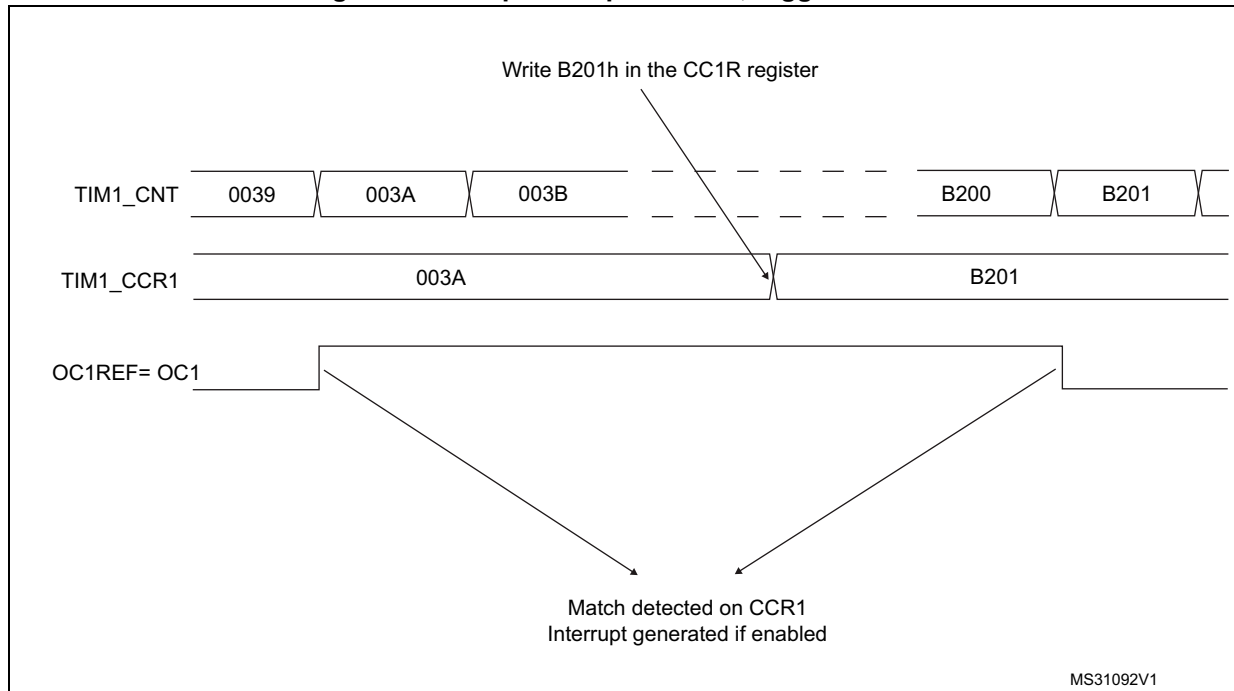 Write B201h in the CC1R register
TIM1_CNT 0039 003A 003B B200 B201
TIM1_CCR1 003A B201
OC1REF= OC1
Match detected on CCR1
Interrupt generated if enabled
MS31092V1